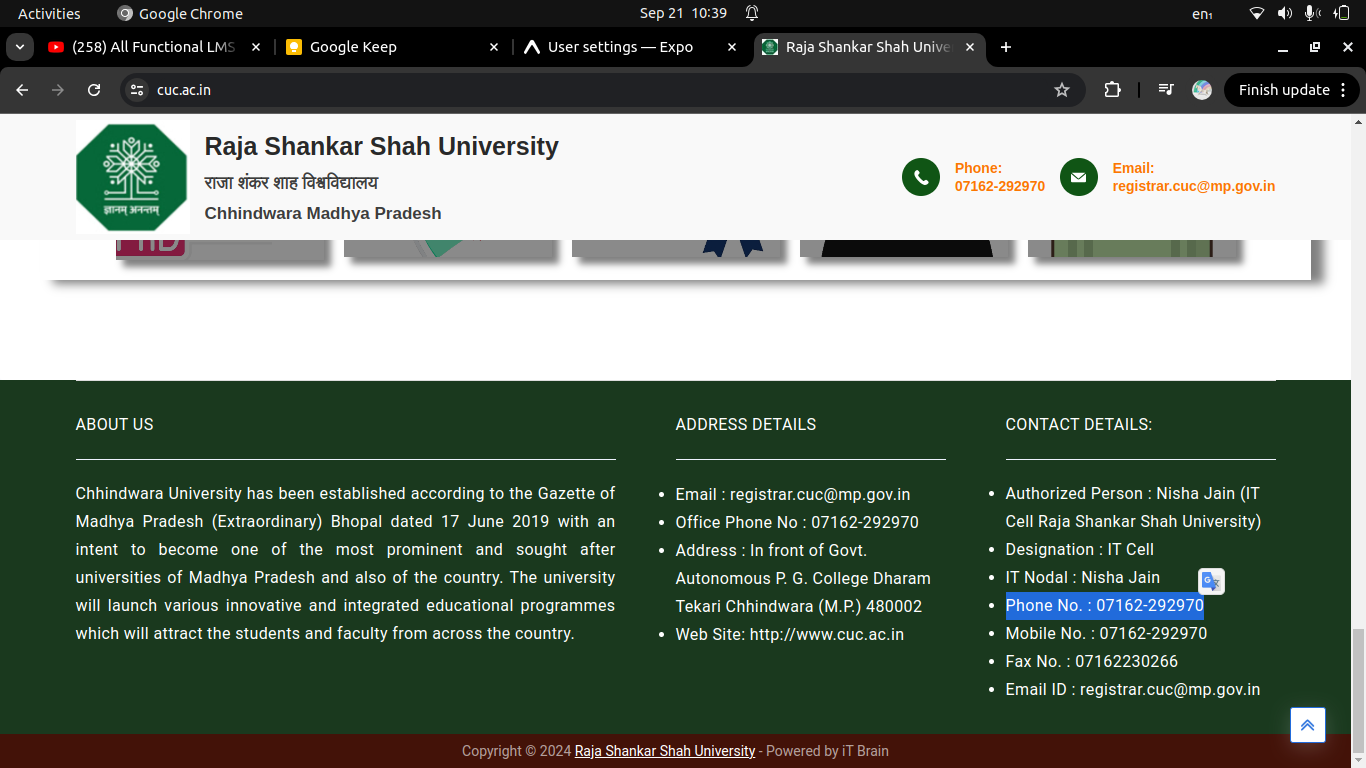 Activities
Google Chrome
Sep 21 10:39
en₁
(258) All Functional LMS
Google Keep
User settings — Expo
Raja Shankar Shah Unive
cuc.ac.in
Finish update
Raja Shankar Shah University
राजा शंकर शाह विश्वविद्यालय
Chhindwara Madhya Pradesh
ज्ञानम् अनन्तम्
Phone:
07162-292970
Email:
registrar.cuc@mp.gov.in
ABOUT US
Chhindwara University has been established according to the Gazette of
Madhya Pradesh (Extraordinary) Bhopal dated 17 June 2019 with an
intent to become one of the most prominent and sought after
universities of Madhya Pradesh and also of the country. The university
will launch various innovative and integrated educational programmes
which will attract the students and faculty from across the country.
ADDRESS DETAILS
Email : registrar.cuc@mp.gov.in
Office Phone No : 07162-292970
Address : In front of Govt.
Autonomous P. G. College Dharam
Tekari Chhindwara (M.P.) 480002
Web Site: http://www.cuc.ac.in
CONTACT DETAILS:
Authorized Person : Nisha Jain (IT
Cell Raja Shankar Shah University)
Designation : IT Cell
IT Nodal : Nisha Jain
Phone No. : 07162-292970
Mobile No. : 07162-292970
Fax No. : 07162230266
Email ID : registrar.cuc@mp.gov.in
Copyright © 2024 Raja Shankar Shah University - Powered by iT Brain